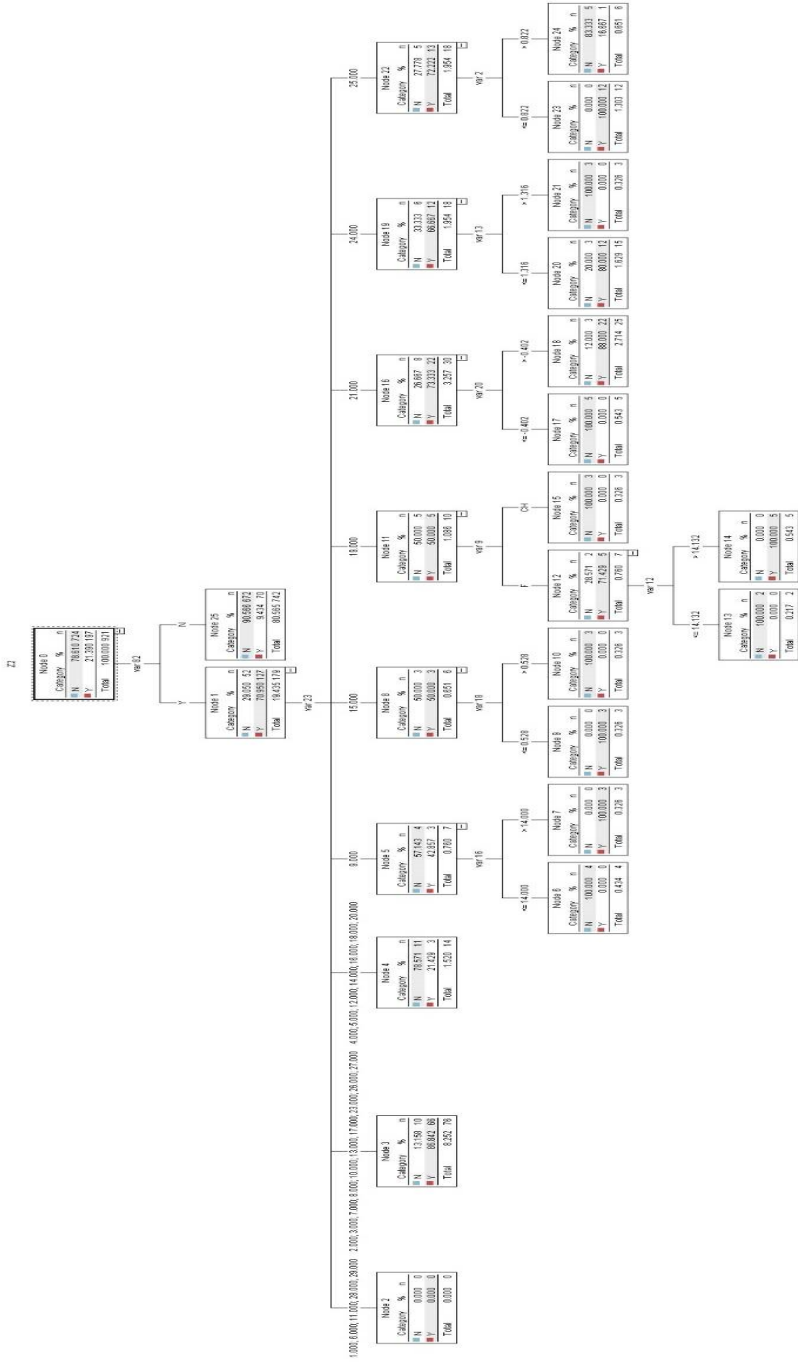 Z2
Node 0
Category % n
N 78.610 724
Y 21.390 197
Total 100.000 921
var 82
Y
N
Node 1
Category % n
N 29.050 52
Y 70.950 127
Total 19.435 179
Node 25
Category % n
N 90.566 672
Y 9.434 70
Total 80.565 742
var 23
1.000; 6.000; 11.000; 28.000; 29.000
2.000; 3.000; 7.000; 8.000; 10.000; 13.000; 17.000; 23.000; 26.000; 27.000
4.000; 5.000; 12.000; 14.000; 16.000; 18.000; 20.000
9.000
15.000
19.000
21.000
24.000
25.000
Node 2
Category % n
N 0.000 0
Y 0.000 0
Total 0.000 0
Node 3
Category % n
N 13.158 10
Y 86.842 66
Total 8.252 76
Node 4
Category % n
N 78.571 11
Y 21.429 3
Total 1.520 14
Node 5
Category % n
N 57.143 4
Y 42.857 3
Total 0.760 7
Node 8
Category % n
N 50.000 3
Y 50.000 3
Total 0.651 6
Node 11
Category % n
N 50.000 5
Y 50.000 5
Total 1.086 10
Node 16
Category % n
N 26.667 8
Y 73.333 22
Total 3.257 30
Node 19
Category % n
N 33.333 6
Y 66.667 12
Total 1.954 18
Node 22
Category % n
N 27.778 5
Y 72.222 13
Total 1.954 18
var 16
var 18
var 9
var 20
var 13
var 2
<= 14.000
> 14.000
<= 0.528
> 0.528
F
CH
<= -0.402
> -0.402
<= 1.316
> 1.316
<= 0.822
> 0.822
Node 6
Category % n
N 100.000 4
Y 0.000 0
Total 0.434 4
Node 7
Category % n
N 0.000 0
Y 100.000 3
Total 0.326 3
Node 9
Category % n
N 0.000 0
Y 100.000 3
Total 0.326 3
Node 10
Category % n
N 100.000 3
Y 0.000 0
Total 0.326 3
Node 12
Category % n
N 28.571 2
Y 71.429 5
Total 0.760 7
Node 15
Category % n
N 100.000 3
Y 0.000 0
Total 0.326 3
Node 17
Category % n
N 100.000 5
Y 0.000 0
Total 0.543 5
Node 18
Category % n
N 12.000 3
Y 88.000 22
Total 2.714 25
Node 20
Category % n
N 20.000 3
Y 80.000 12
Total 1.629 15
Node 21
Category % n
N 100.000 3
Y 0.000 0
Total 0.326 3
Node 23
Category % n
N 0.000 0
Y 100.000 12
Total 1.303 12
Node 24
Category % n
N 83.333 5
Y 16.667 1
Total 0.651 6
var 12
<= 14.132
> 14.132
Node 13
Category % n
N 100.000 2
Y 0.000 0
Total 0.217 2
Node 14
Category % n
N 0.000 0
Y 100.000 5
Total 0.543 5